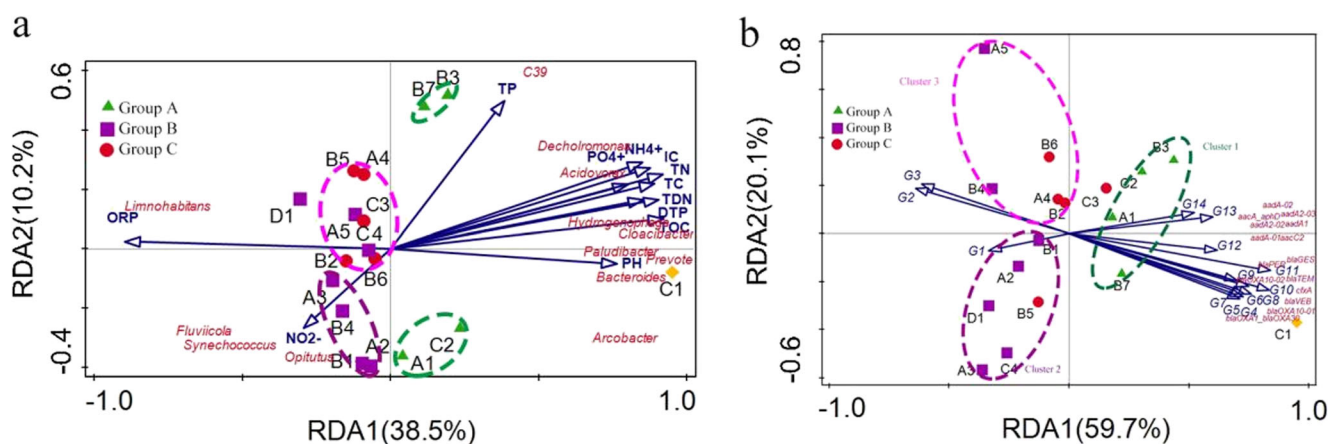 a
0.6
RDA2(10.2%)
-0.4
Group A
Group B
Group C
B7
B3
C39
TP
Decholromonas
PO4+
NH4+
IC
TN
TC
TDN
DTP
TOC
Acidovorax
Hydrogenophaga
Cloacibacter
Paludibacter
Prevote
PH
Bacteroides
C1
Arcobacter
ORP
Limnohabitans
B5
A4
D1
C3
A5
C4
B2
B6
A3
B4
B1
A2
Fluviicola
NO2-
Synechococcus
Opitutus
A1
C2
-1.0
1.0
RDA1(38.5%)
b
0.8
RDA2(20.1%)
-0.6
A5
Cluster 3
Group A
Group B
Group C
B6
B3
Cluster 1
G3
G2
B4
A4
B2
C3
C2
A1
G14
G13
aadA-02
aacA_aphD
aadA2-03
aadA2-02
aadA1
G1
B1
G12
aadA-01
aacC2
A2
B7
blaPER
blaGES
G9
G11
blaOXA10-02
blaTEM
G10
cfxA
G7
G6
G8
blaVEB
G5
G4
blaOXA10-01
blaOXA1_blaOXA30
C1
D1
B5
A3
C4
Cluster 2
-1.0
1.0
RDA1(59.7%)